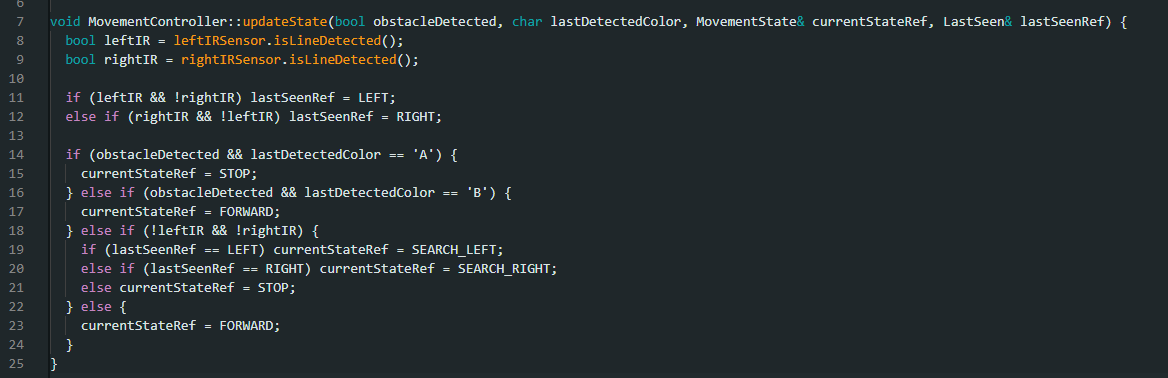 6
7 void MovementController::updateState(bool obstacleDetected, char lastDetectedColor, MovementState& currentStateRef, LastSeen& lastSeenRef) {
8   bool leftIR = leftIRSensor.isLineDetected();
9   bool rightIR = rightIRSensor.isLineDetected();
10
11   if (leftIR && !rightIR) lastSeenRef = LEFT;
12   else if (rightIR && !leftIR) lastSeenRef = RIGHT;
13
14   if (obstacleDetected && lastDetectedColor == 'A') {
15     currentStateRef = STOP;
16   } else if (obstacleDetected && lastDetectedColor == 'B') {
17     currentStateRef = FORWARD;
18   } else if (!leftIR && !rightIR) {
19     if (lastSeenRef == LEFT) currentStateRef = SEARCH_LEFT;
20     else if (lastSeenRef == RIGHT) currentStateRef = SEARCH_RIGHT;
21     else currentStateRef = STOP;
22   } else {
23     currentStateRef = FORWARD;
24   }
25 }